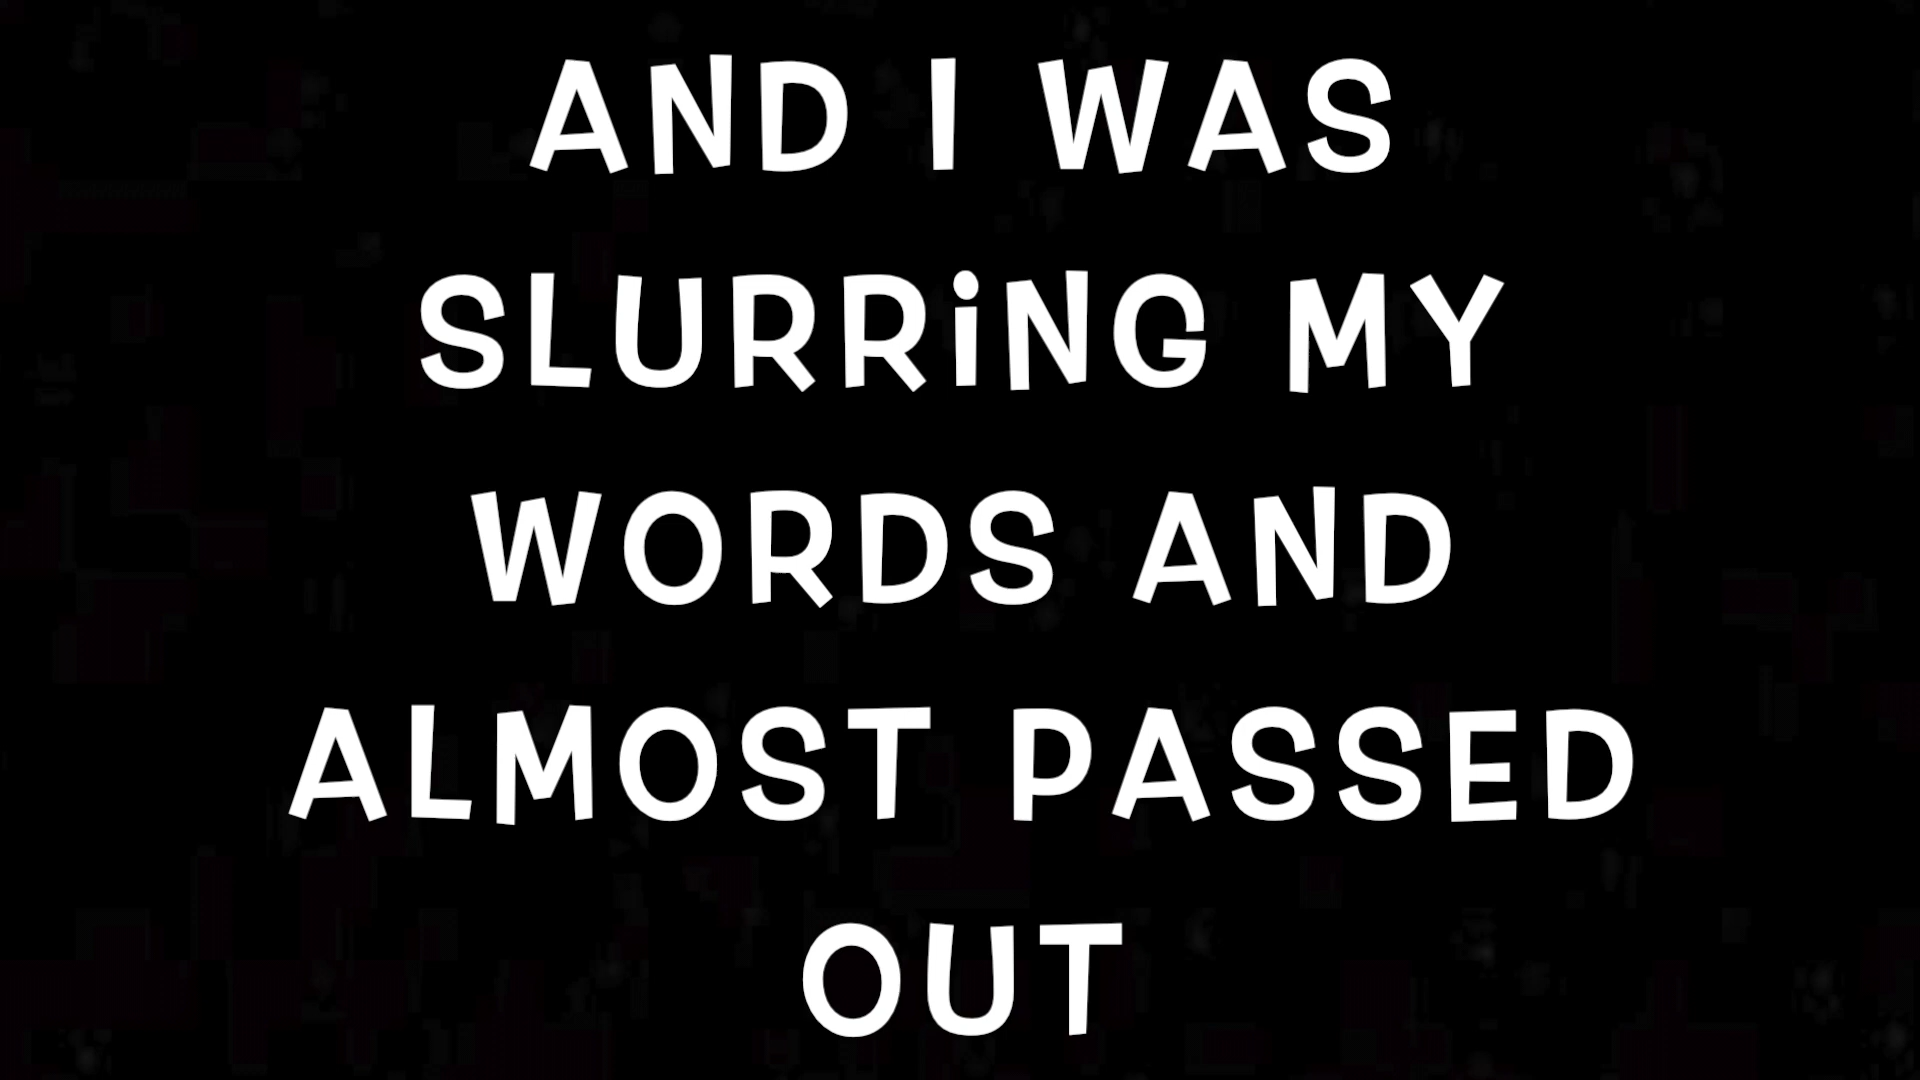 AND I WAS
SLURRiNG MY
WORDS AND
ALMOST PASSED
OUT